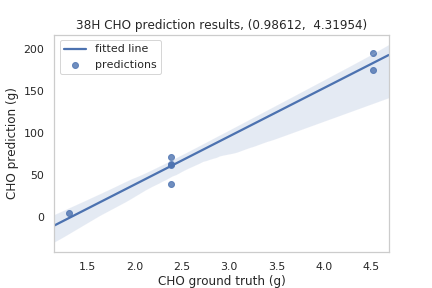 38H CHO prediction results, (0.98612,  4.31954)
fitted line
predictions
200
150
100
50
0
CHO prediction (g)
1.5 2.0 2.5 3.0 3.5 4.0 4.5
CHO ground truth (g)